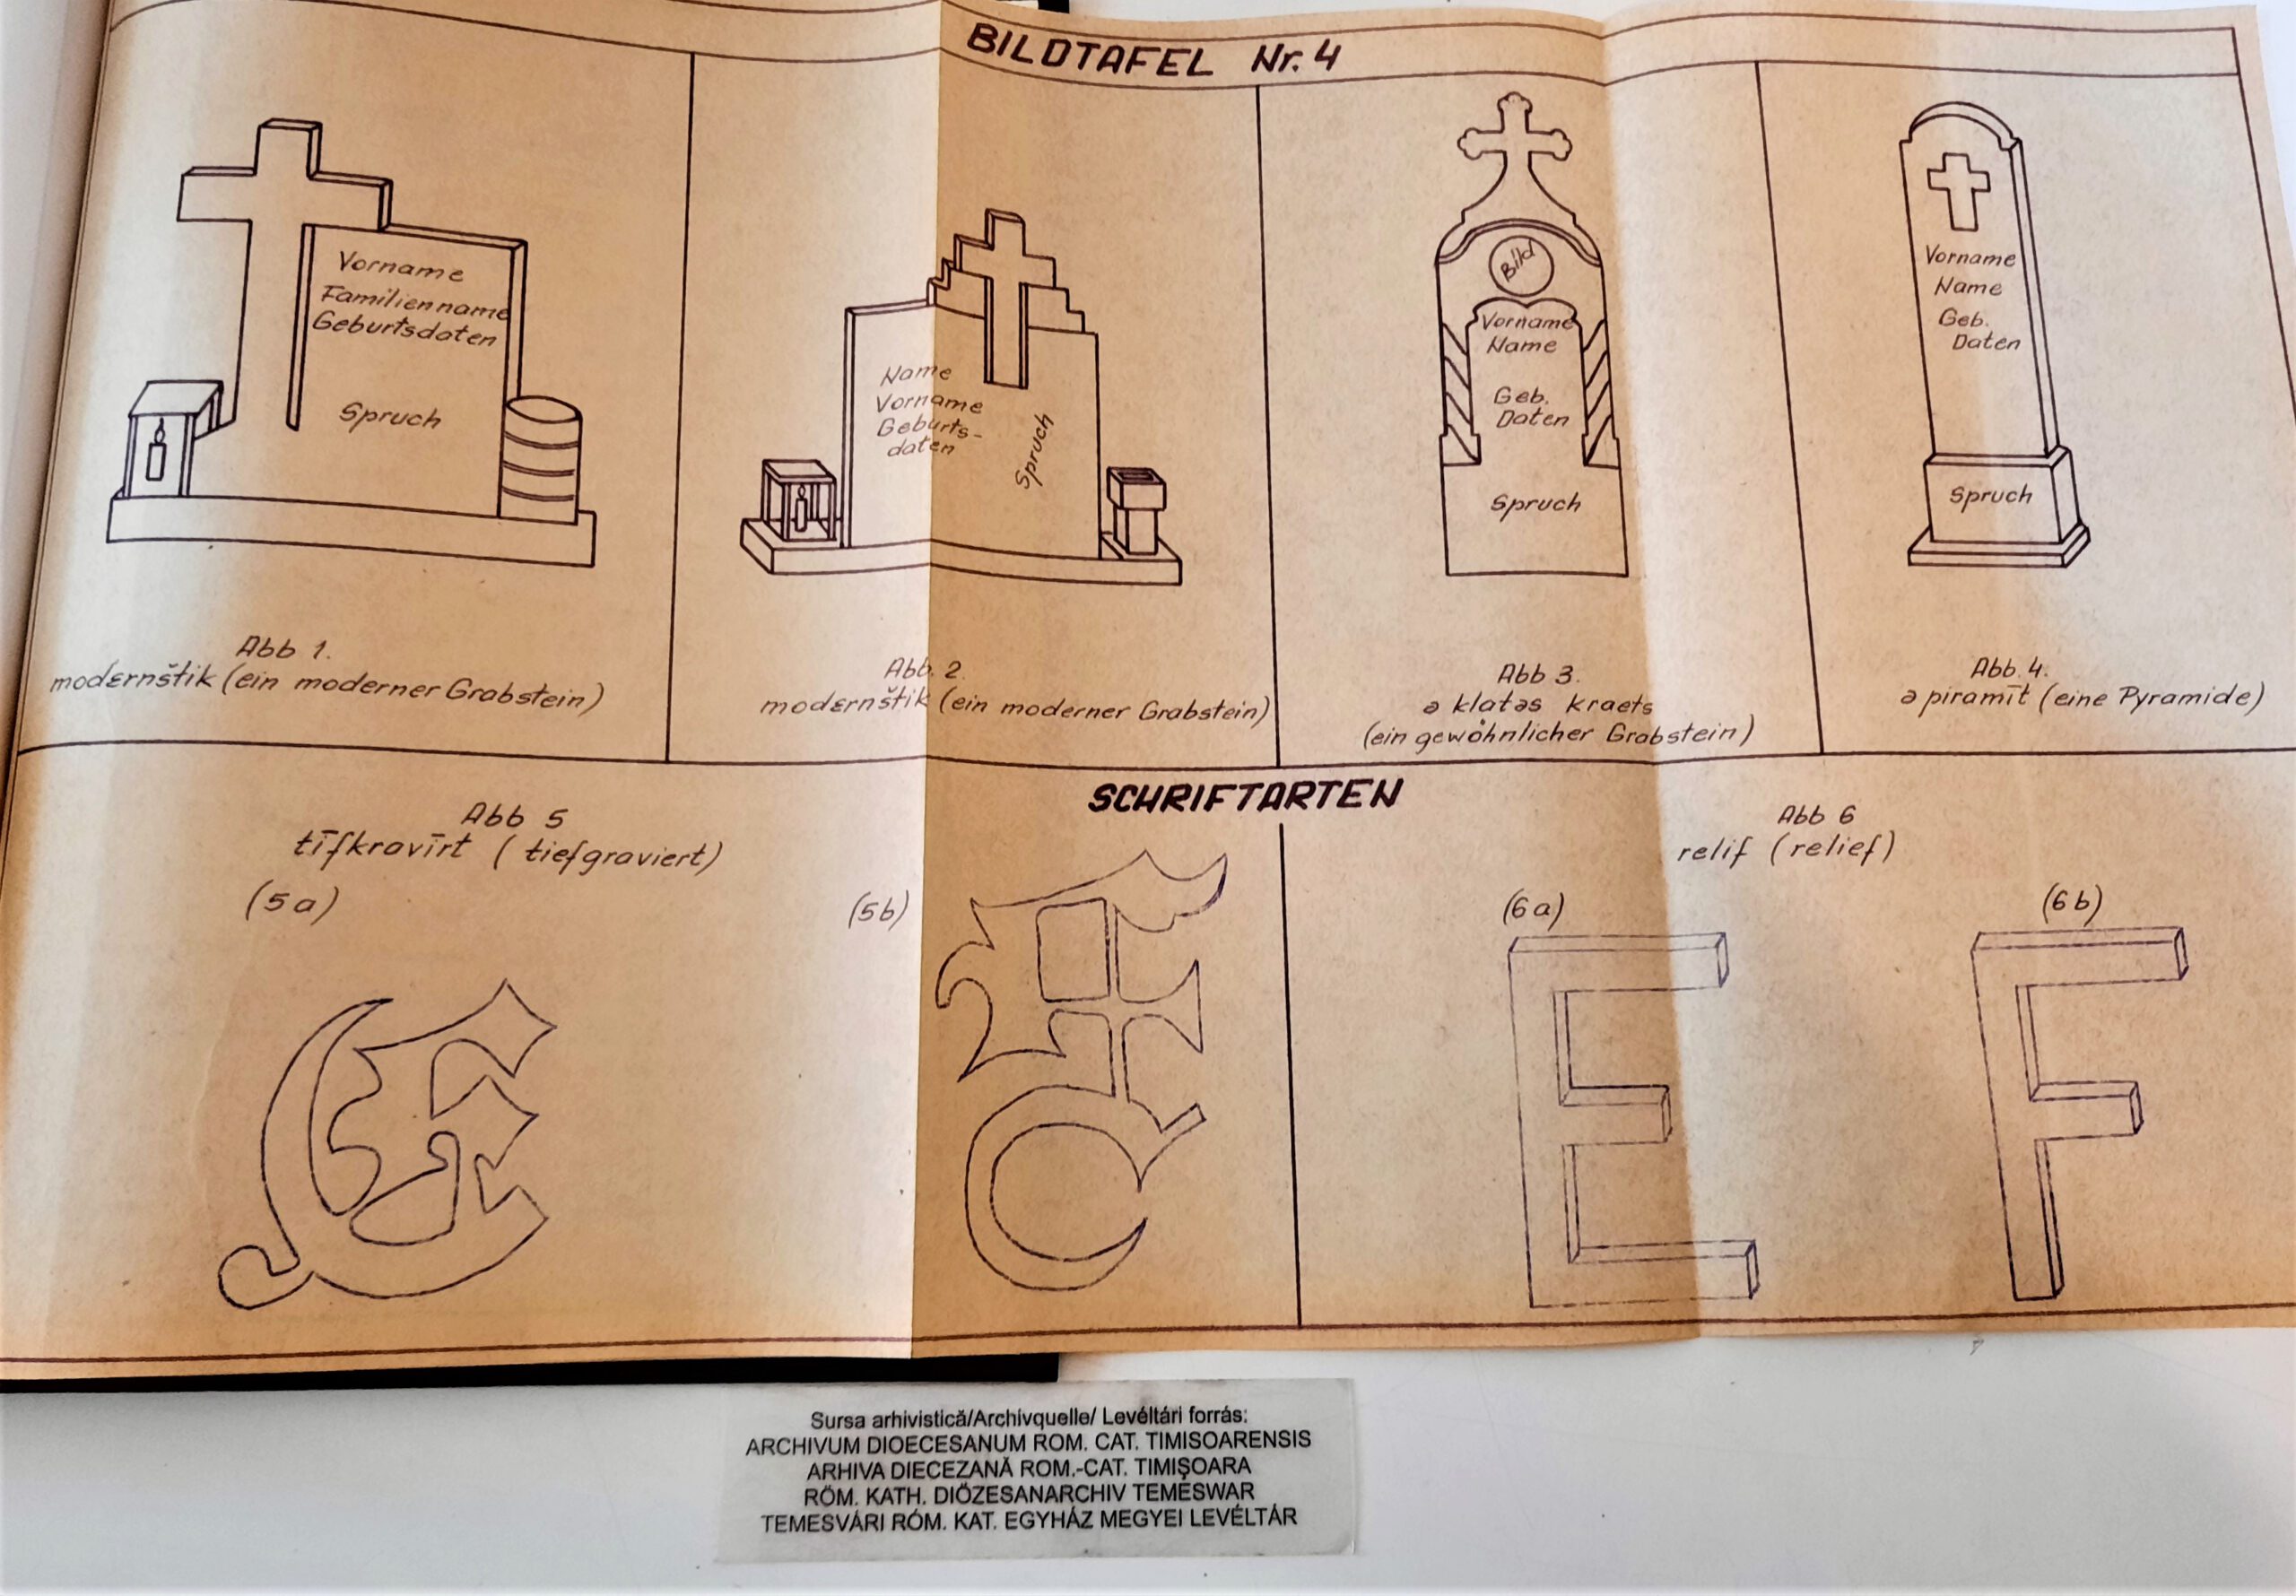 BILDTAFEL Nr. 4
Vorname
Familienname
Geburtsdaten
Spruch
Abb 1.
modɛrnštik (ein moderner Grabstein)
Name
Vorname
Geburts-
daten
Spruch
Abb. 2.
modɛrnštik (ein moderner Grabstein)
Bild
Vorname
Name
Geb.
Daten
Spruch
Abb 3.
ə klatəs kraets
(ein gewöhnlicher Grabstein)
Vorname
Name
Geb.
Daten
Spruch
Abb. 4.
ə piramīt (eine Pyramide)
SCHRIFTARTEN
Abb 5
tīfkravīrt (tiefgraviert)
(5a)
E
(5b)
F
Abb 6
relif (relief)
(6a)
E
(6b)
F
Sursa arhivistică/Archivquelle/ Levéltári forrás:
ARCHIVUM DIOECESANUM ROM. CAT. TIMISOARENSIS
ARHIVA DIECEZANĂ ROM.-CAT. TIMIŞOARA
RÖM. KATH. DIÖZESANARCHIV TEMESWAR
TEMESVÁRI RÓM. KAT. EGYHÁZ MEGYEI LEVÉLTÁR